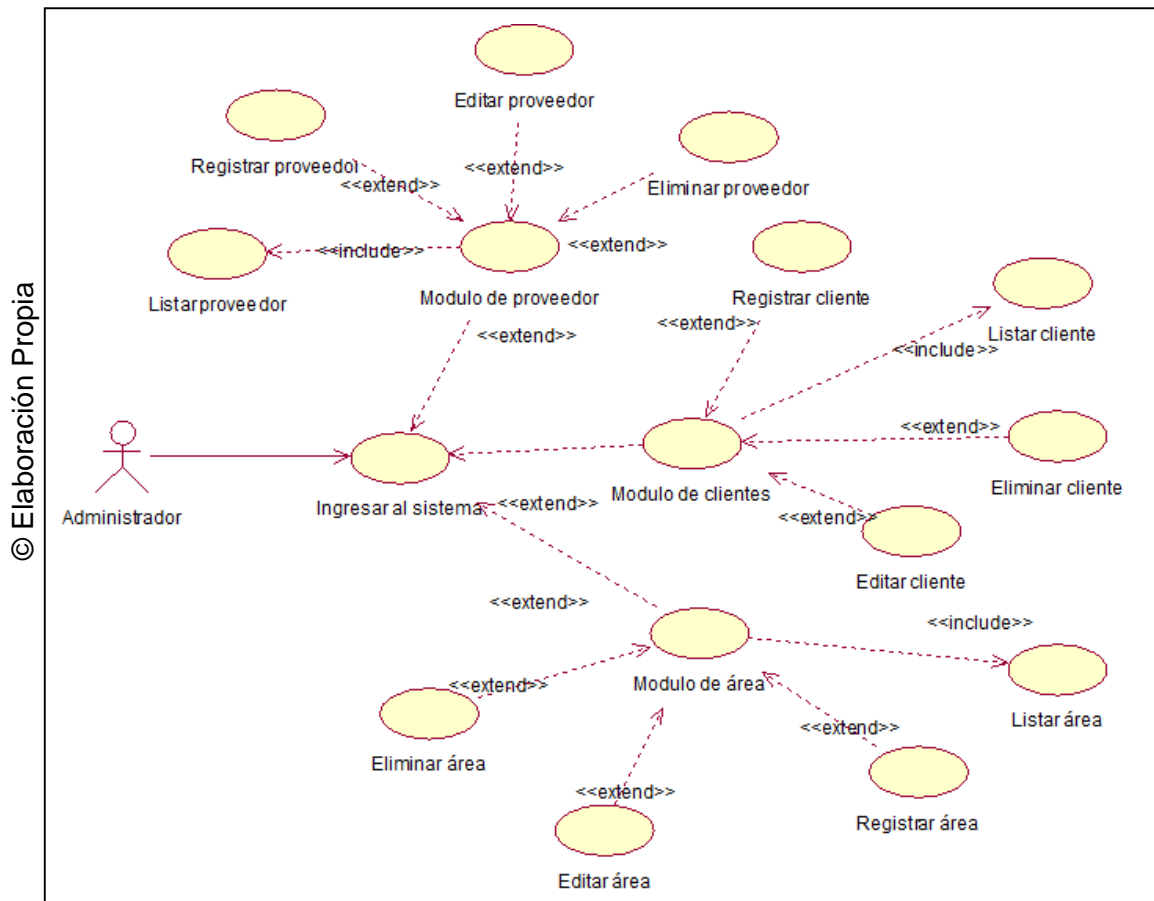 © Elaboración Propia
Editar proveedor
Registrar proveedor
<<extend>>
<<extend>>
Eliminar proveedor
<<include>>
<<extend>>
Listar proveedor
Modulo de proveedor
Registrar cliente
<<extend>>
<<extend>>
Listar cliente
<<include>>
<<extend>>
Administrador
Ingresar al sistema
<<extend>>
Modulo de clientes
Eliminar cliente
<<extend>>
Editar cliente
<<extend>>
<<include>>
<<extend>>
Modulo de área
Listar área
Eliminar área
<<extend>>
<<extend>>
Registrar área
Editar área